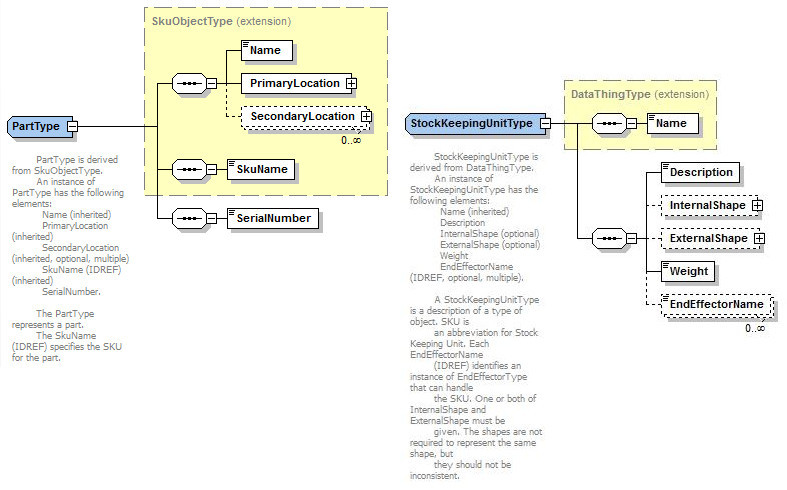 SkuObjectType (extension)
Name
PrimaryLocation
SecondaryLocation
0..∞
PartType
SkuName
SerialNumber
PartType is derived
from SkuObjectType.
An instance of
PartType has the following
elements:
Name (inherited)
PrimaryLocation
(inherited)
SecondaryLocation
(inherited, optional, multiple)
SkuName (IDREF)
(inherited)
SerialNumber.
The PartType
represents a part.
The SkuName
(IDREF) specifies the SKU
for the part.
DataThingType (extension)
StockKeepingUnitType
Name
Description
InternalShape
ExternalShape
Weight
EndEffectorName
0..∞
StockKeepingUnitType is
derived from DataThingType.
An instance of
StockKeepingUnitType has the
following elements:
Name (inherited)
Description
InternalShape (optional)
ExternalShape (optional)
Weight
EndEffectorName
(IDREF, optional, multiple).
A StockKeepingUnitType
is a description of a type of
object. SKU is
an abbreviation for Stock
Keeping Unit. Each
EndEffectorName
(IDREF) identifies an
instance of EndEffectorType
that can handle
the SKU. One or both of
InternalShape and
ExternalShape must be
given. The shapes are not
required to represent the same
shape, but
they should not be
inconsistent.